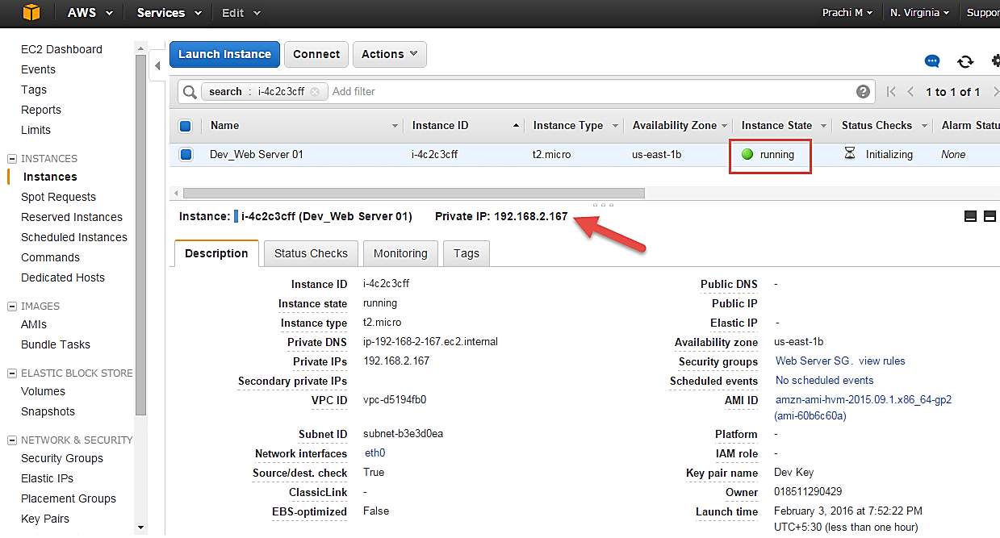 AWS Services Edit Prachi M N. Virginia Suppor
EC2 Dashboard
Events
Tags
Reports
Limits
INSTANCES
Instances
Spot Requests
Reserved Instances
Scheduled Instances
Commands
Dedicated Hosts
IMAGES
AMIs
Bundle Tasks
ELASTIC BLOCK STORE
Volumes
Snapshots
NETWORK & SECURITY
Security Groups
Elastic IPs
Placement Groups
Key Pairs
Launch Instance Connect Actions
search : i-4c2c3cff Add filter 1 to 1 of 1
Name Instance ID Instance Type Availability Zone Instance State Status Checks Alarm Statu
Dev_Web Server 01 i-4c2c3cff t2.micro us-east-1b running Initializing None
Instance: i-4c2c3cff (Dev_Web Server 01) Private IP: 192.168.2.167
Description Status Checks Monitoring Tags
Instance ID i-4c2c3cff
Instance state running
Instance type t2.micro
Private DNS ip-192-168-2-167.ec2.internal
Private IPs 192.168.2.167
Secondary private IPs
VPC ID vpc-d5194fb0
Subnet ID subnet-b3e3d0ea
Network interfaces eth0
Source/dest. check True
ClassicLink -
EBS-optimized False
Public DNS -
Public IP
Elastic IP -
Availability zone us-east-1b
Security groups Web Server SG. view rules
Scheduled events No scheduled events
AMI ID amzn-ami-hvm-2015.09.1.x86_64-gp2
(ami-60b6c60a)
Platform -
IAM role -
Key pair name Dev Key
Owner 018511290429
Launch time February 3, 2016 at 7:52:22 PM
UTC+5:30 (less than one hour)